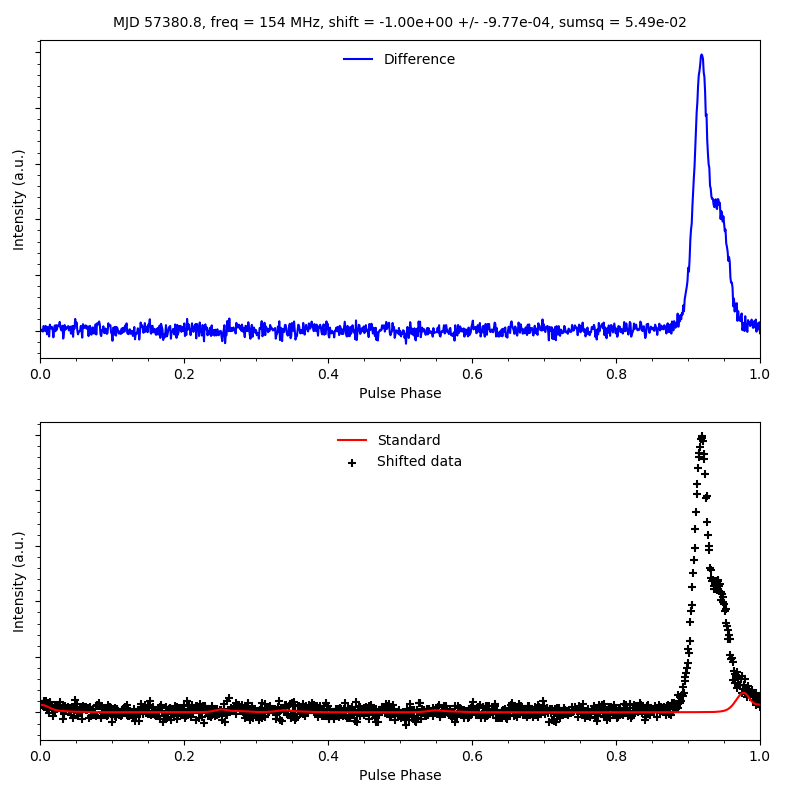 MJD 57380.8, freq = 154 MHz, shift = -1.00e+00 +/- -9.77e-04, sumsq = 5.49e-02
Difference
Intensity (a.u.)
0.0 0.2 0.4 0.6 0.8 1.0
Pulse Phase
Standard
Shifted data
Intensity (a.u.)
0.0 0.2 0.4 0.6 0.8 1.0
Pulse Phase